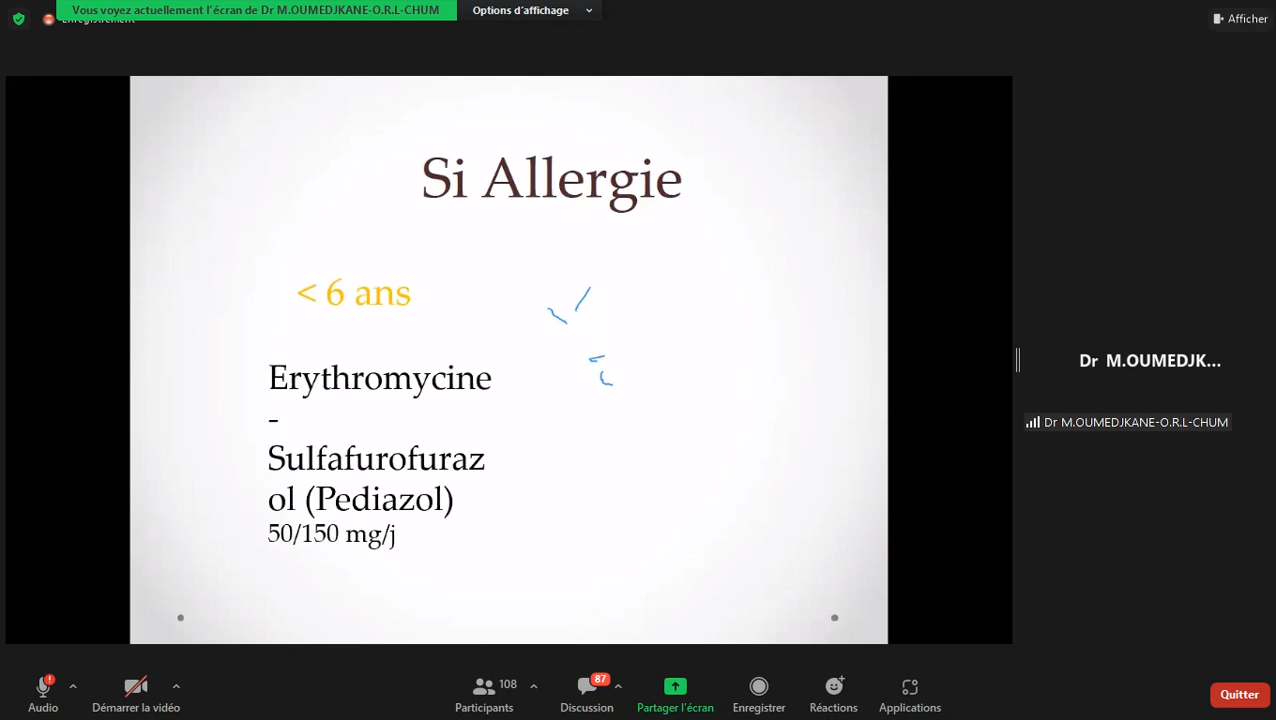 Vous voyez actuellement l'écran de Dr M.OUMEDJKANE-O.R.L-CHUM
Options d'affichage
Enregistrement
Afficher
Si Allergie
< 6 ans
Erythromycine
-
Sulfafurofuraz
ol (Pediazol)
50/150 mg/j
Dr M.OUMEDJK...
Dr M.OUMEDJKANE-O.R.L-CHUM
Audio
Démarrer la vidéo
108
Participants
87
Discussion
Partager l'écran
Enregistrer
Réactions
Applications
Quitter